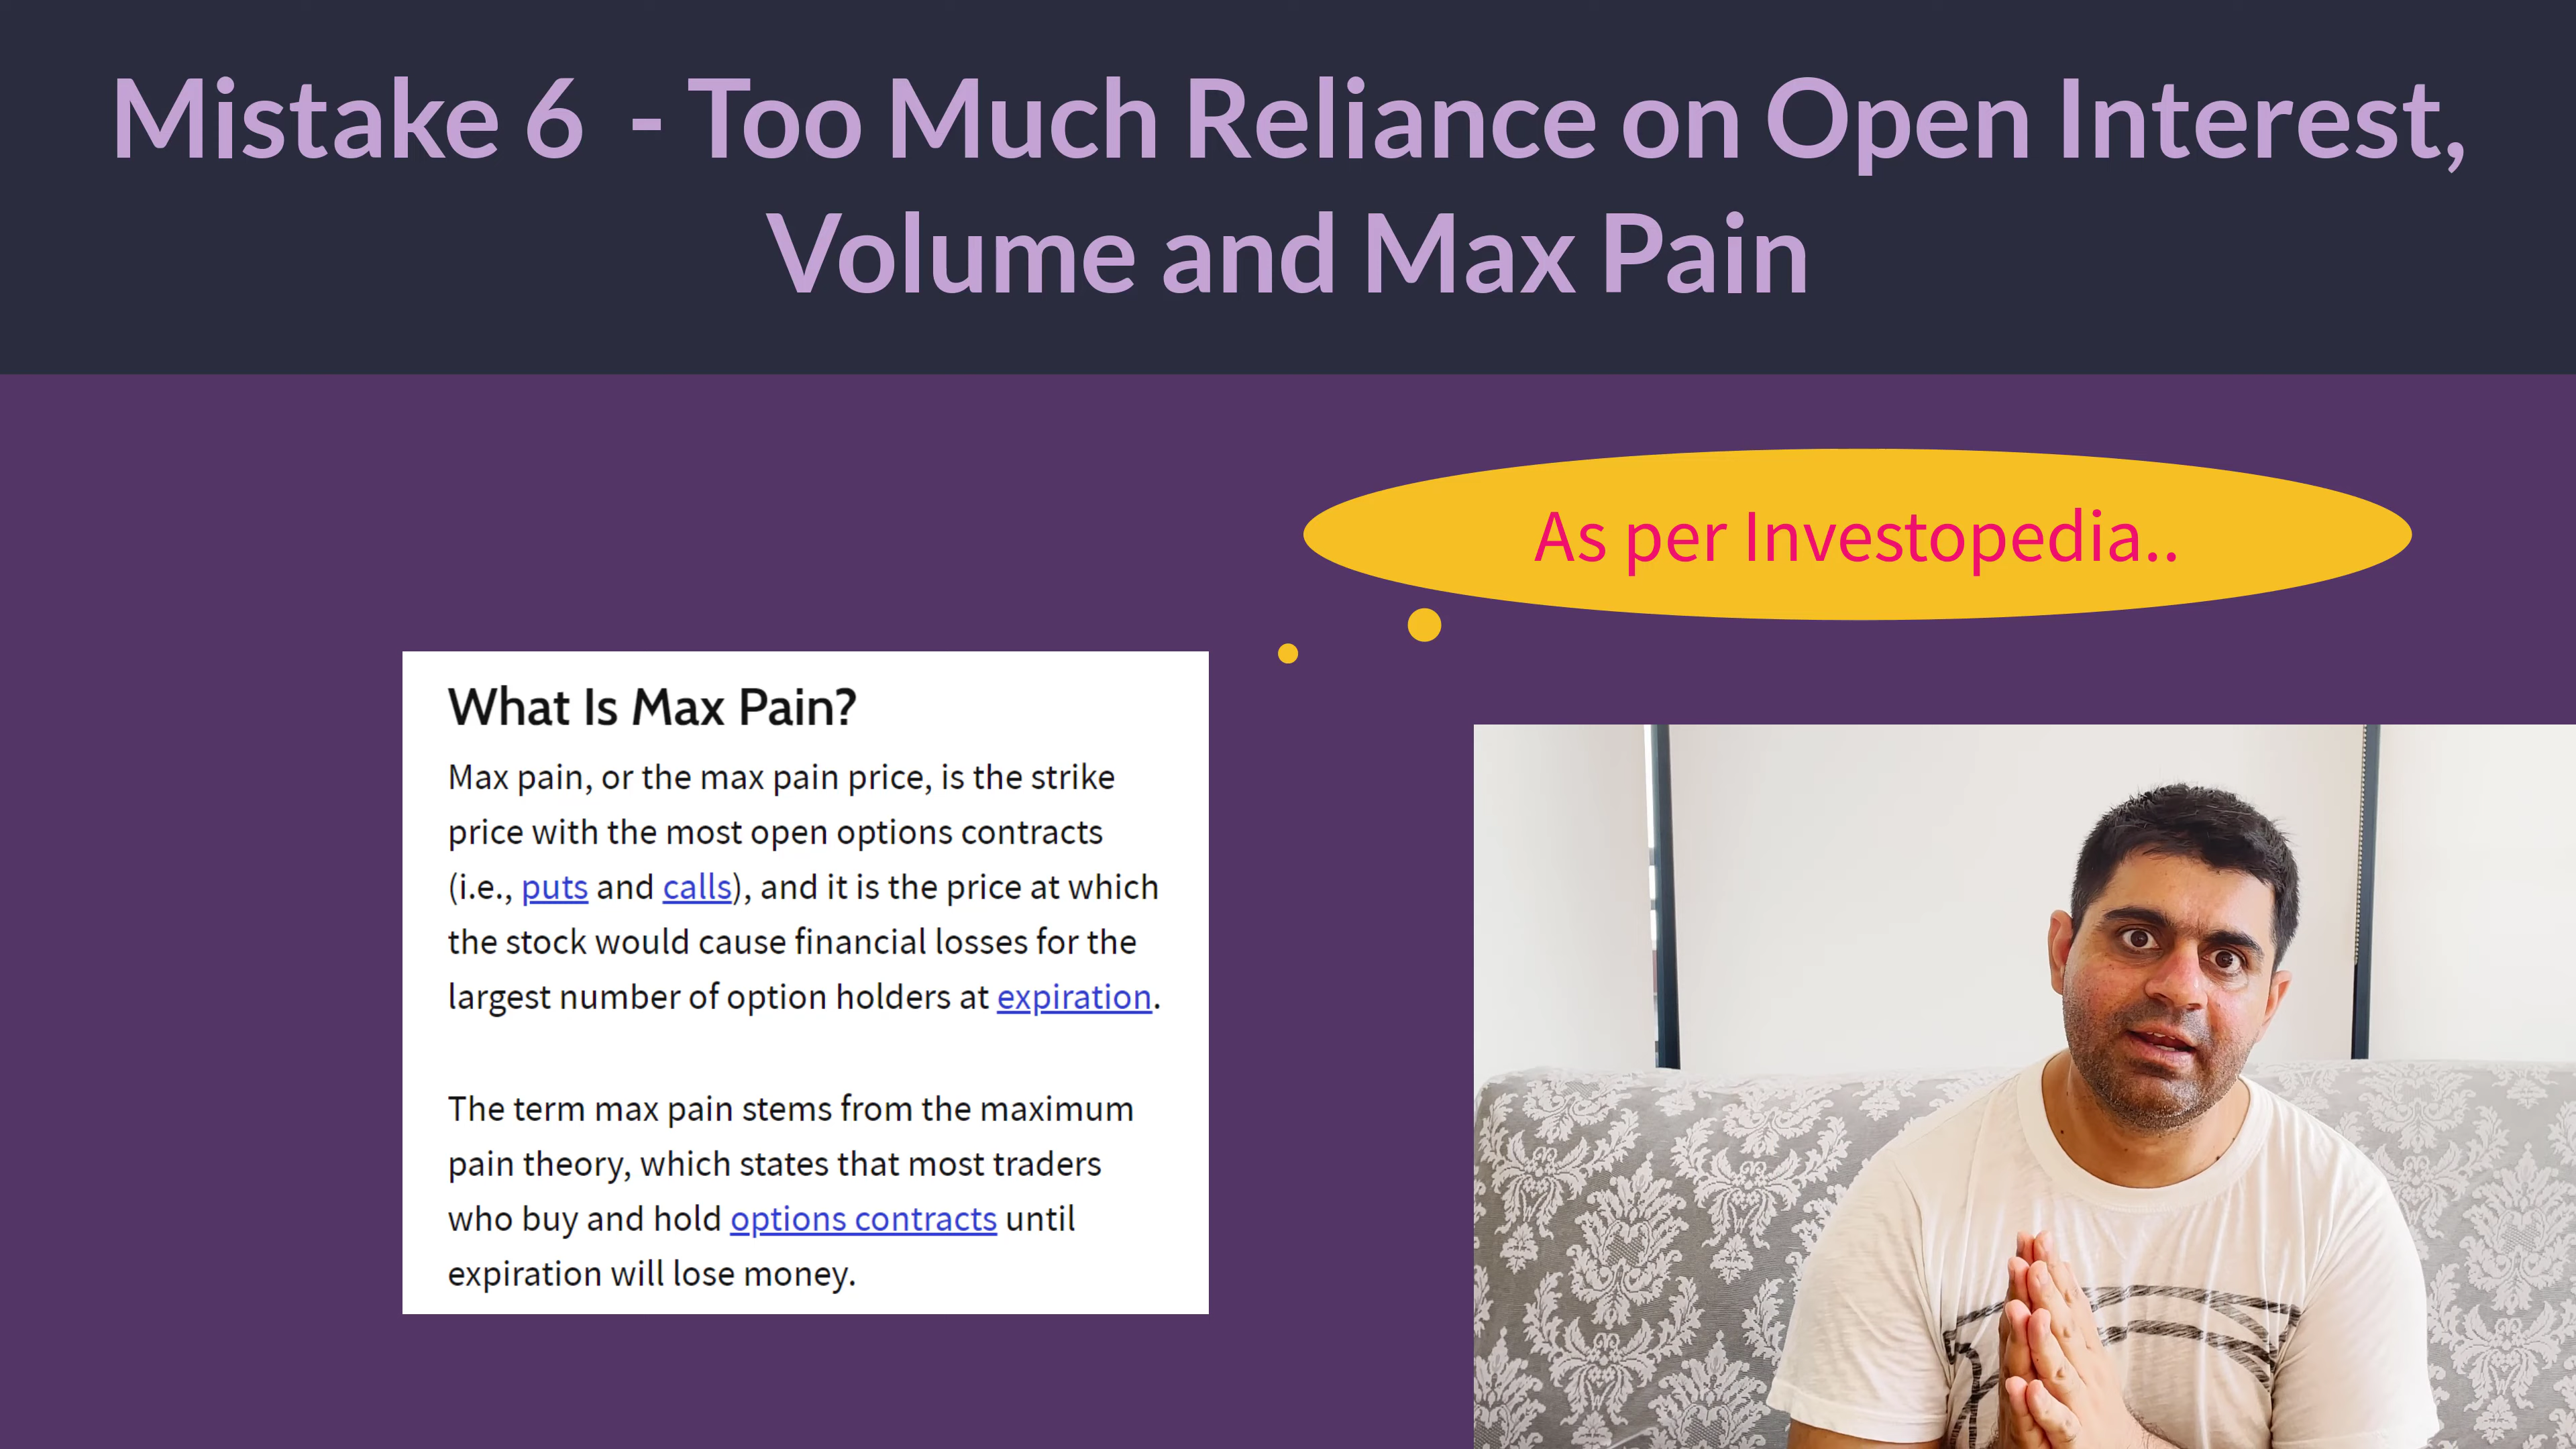 Mistake 6 - Too Much Reliance on Open Interest,
Volume and Max Pain
As per Investopedia..
What Is Max Pain?
Max pain, or the max pain price, is the strike
price with the most open options contracts
(i.e., puts and calls), and it is the price at which
the stock would cause financial losses for the
largest number of option holders at expiration.
The term max pain stems from the maximum
pain theory, which states that most traders
who buy and hold options contracts until
expiration will lose money.